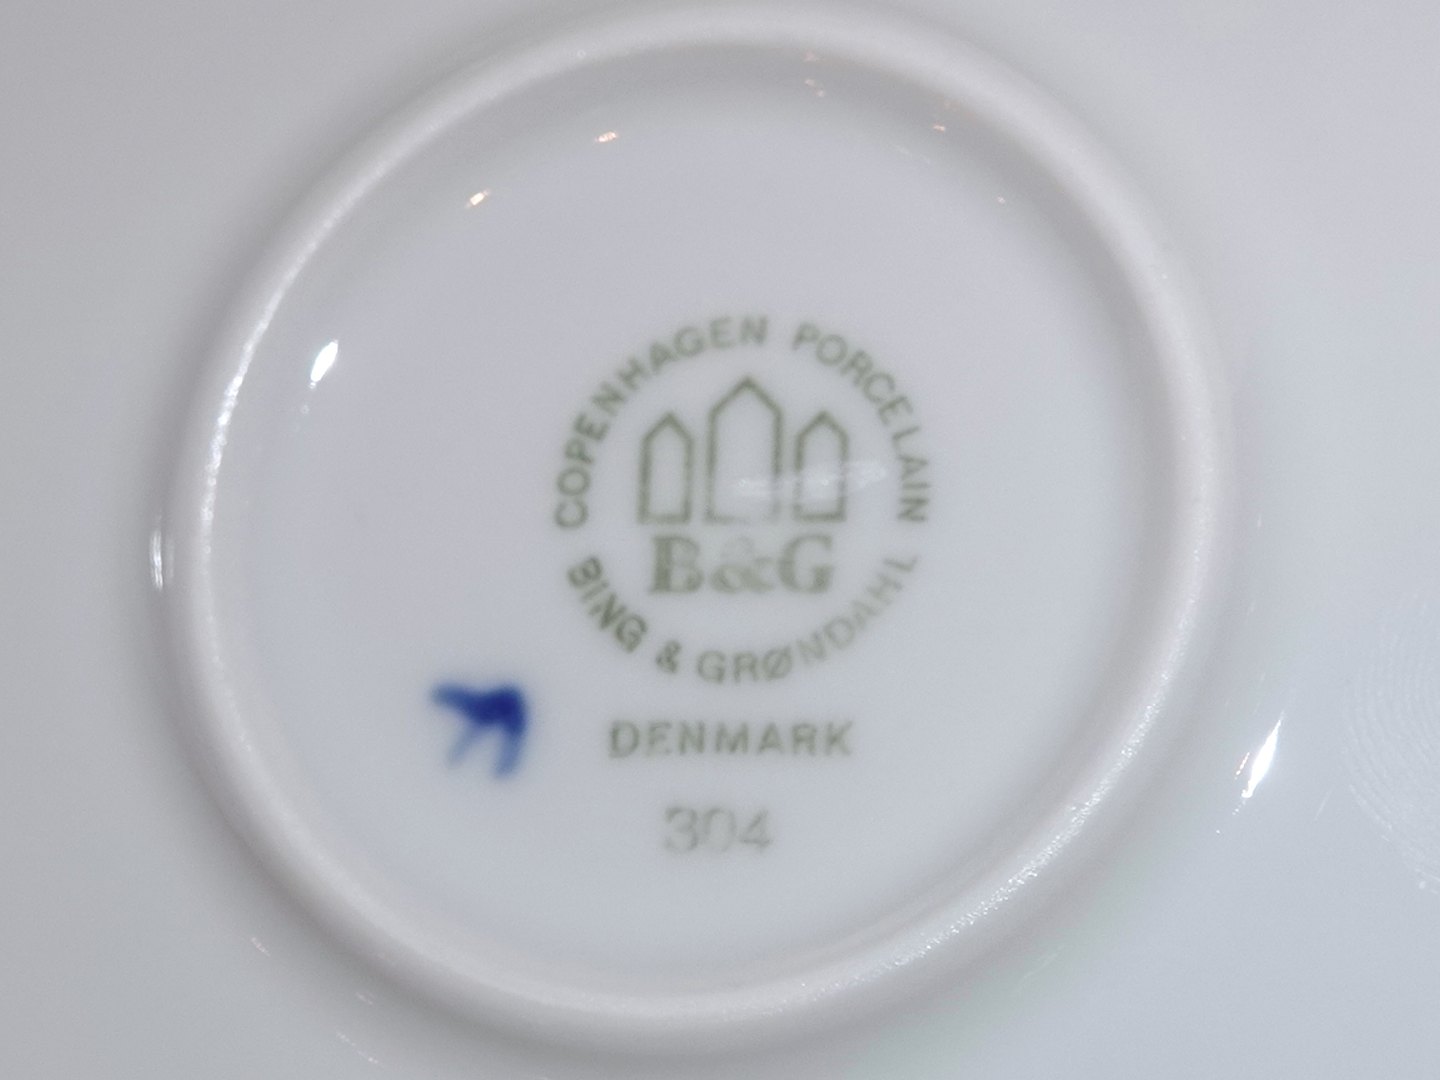 COPENHAGEN PORCELAIN
B&G
BING & GRØNDAHL
DENMARK
304